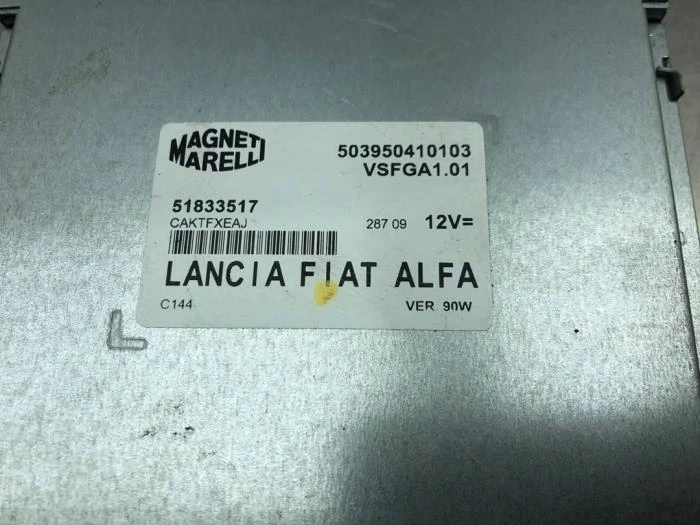 MAGNETI
MARELLI
503950410103
VSFGA1.01
51833517
CAKTFXEAJ
287 09 12V=
LANCIA FIAT ALFA
C144
VER 90W